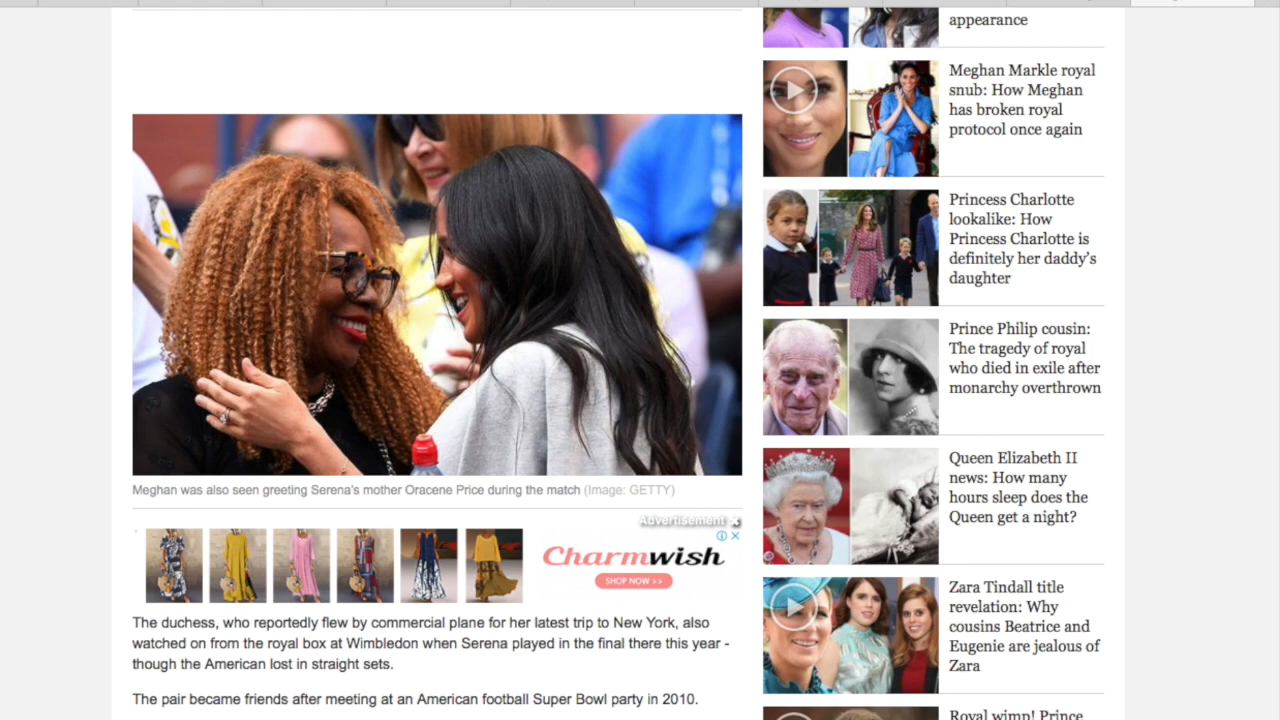 appearance
Meghan Markle royal
snub: How Meghan
has broken royal
protocol once again
Princess Charlotte
lookalike: How
Princess Charlotte is
definitely her daddy's
daughter
Prince Philip cousin:
The tragedy of royal
who died in exile after
monarchy overthrown
Meghan was also seen greeting Serena's mother Oracene Price during the match (Image: GETTY)
Queen Elizabeth II
news: How many
hours sleep does the
Queen get a night?
Advertisement
Charmwish
SHOP NOW >>
The duchess, who reportedly flew by commercial plane for her latest trip to New York, also
watched on from the royal box at Wimbledon when Serena played in the final there this year -
though the American lost in straight sets.
The pair became friends after meeting at an American football Super Bowl party in 2010.
Zara Tindall title
revelation: Why
cousins Beatrice and
Eugenie are jealous of
Zara
Royal wimp! Prince